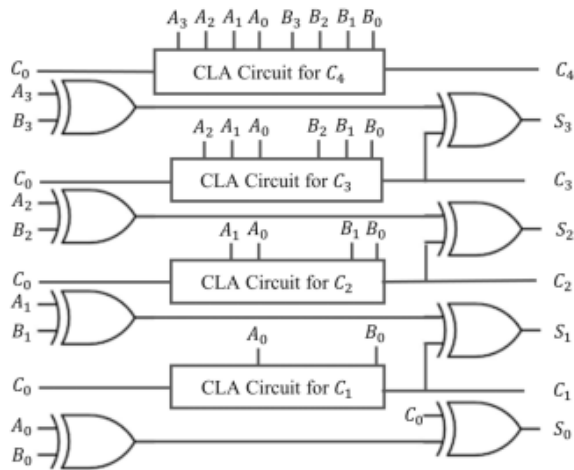 A₃ A₂ A₁ A₀ B₃ B₂ B₁ B₀
C₀ CLA Circuit for C₄ C₄
A₃
B₃ S₃
A₂ A₁ A₀ B₂ B₁ B₀
C₀ CLA Circuit for C₃ C₃
A₂
B₂ S₂
A₁ A₀ B₁ B₀
C₀ CLA Circuit for C₂ C₂
A₁
B₁ S₁
A₀ B₀
C₀ CLA Circuit for C₁ C₁
C₀
A₀ S₀
B₀